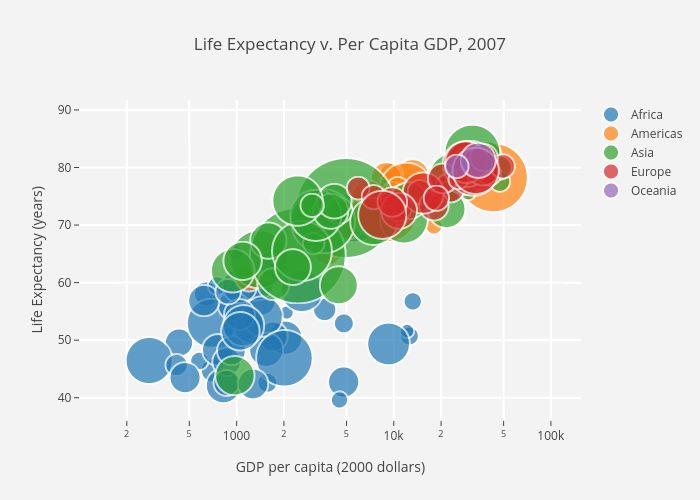 Life Expectancy v. Per Capita GDP, 2007
90
80
70
60
50
40
Life Expectancy (years)
2 5 1000 2 5 10k 2 5 100k
GDP per capita (2000 dollars)
Africa
Americas
Asia
Europe
Oceania